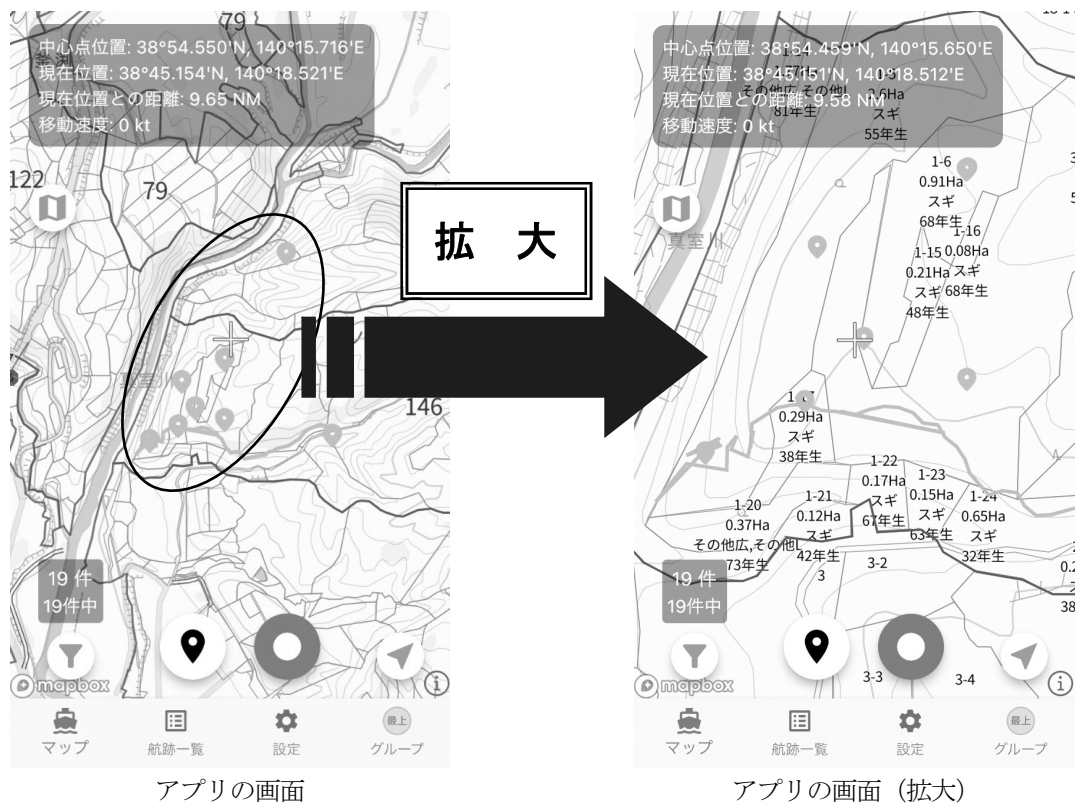 79
中心点位置: 38°54.550'N, 140°15.716'E
現在位置: 38°45.154'N, 140°18.521'E
現在位置との距離: 9.65 NM
移動速度: 0 kt
122
79
146
19 件
19件中
mapbox
マップ
航跡一覧
設定
最上
グループ
アプリの画面
拡 大
中心点位置: 38°54.459'N, 140°15.650'E
現在位置: 38°45.151'N, 140°18.512'E
現在位置との距離: 9.58 NM
移動速度: 0 kt
81年生
スギ
55年生
1-6
0.91Ha
スギ
68年生
1-16
0.08Ha
スギ
68年生
1-15
0.21Ha
スギ
48年生
真室川
0.29Ha
スギ
38年生
1-22
0.17Ha
スギ
67年生
1-23
0.15Ha
スギ
63年生
1-24
0.65Ha
スギ
32年生
1-21
0.12Ha
スギ
42年生
1-20
0.37Ha
その他広,その他L
73年生
3
3-2
3-3
3-4
19 件
19件中
mapbox
マップ
航跡一覧
設定
最上
グループ
アプリの画面（拡大）